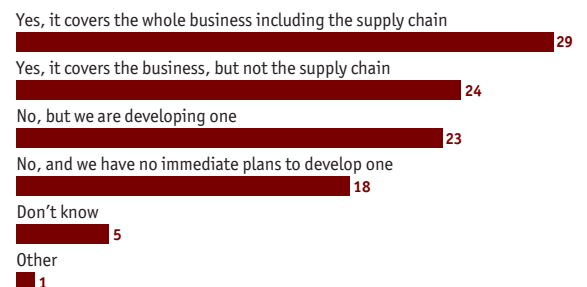 Yes, it covers the whole business including the supply chain
29
Yes, it covers the business, but not the supply chain
24
No, but we are developing one
23
No, and we have no immediate plans to develop one
18
Don’t know
5
Other
1